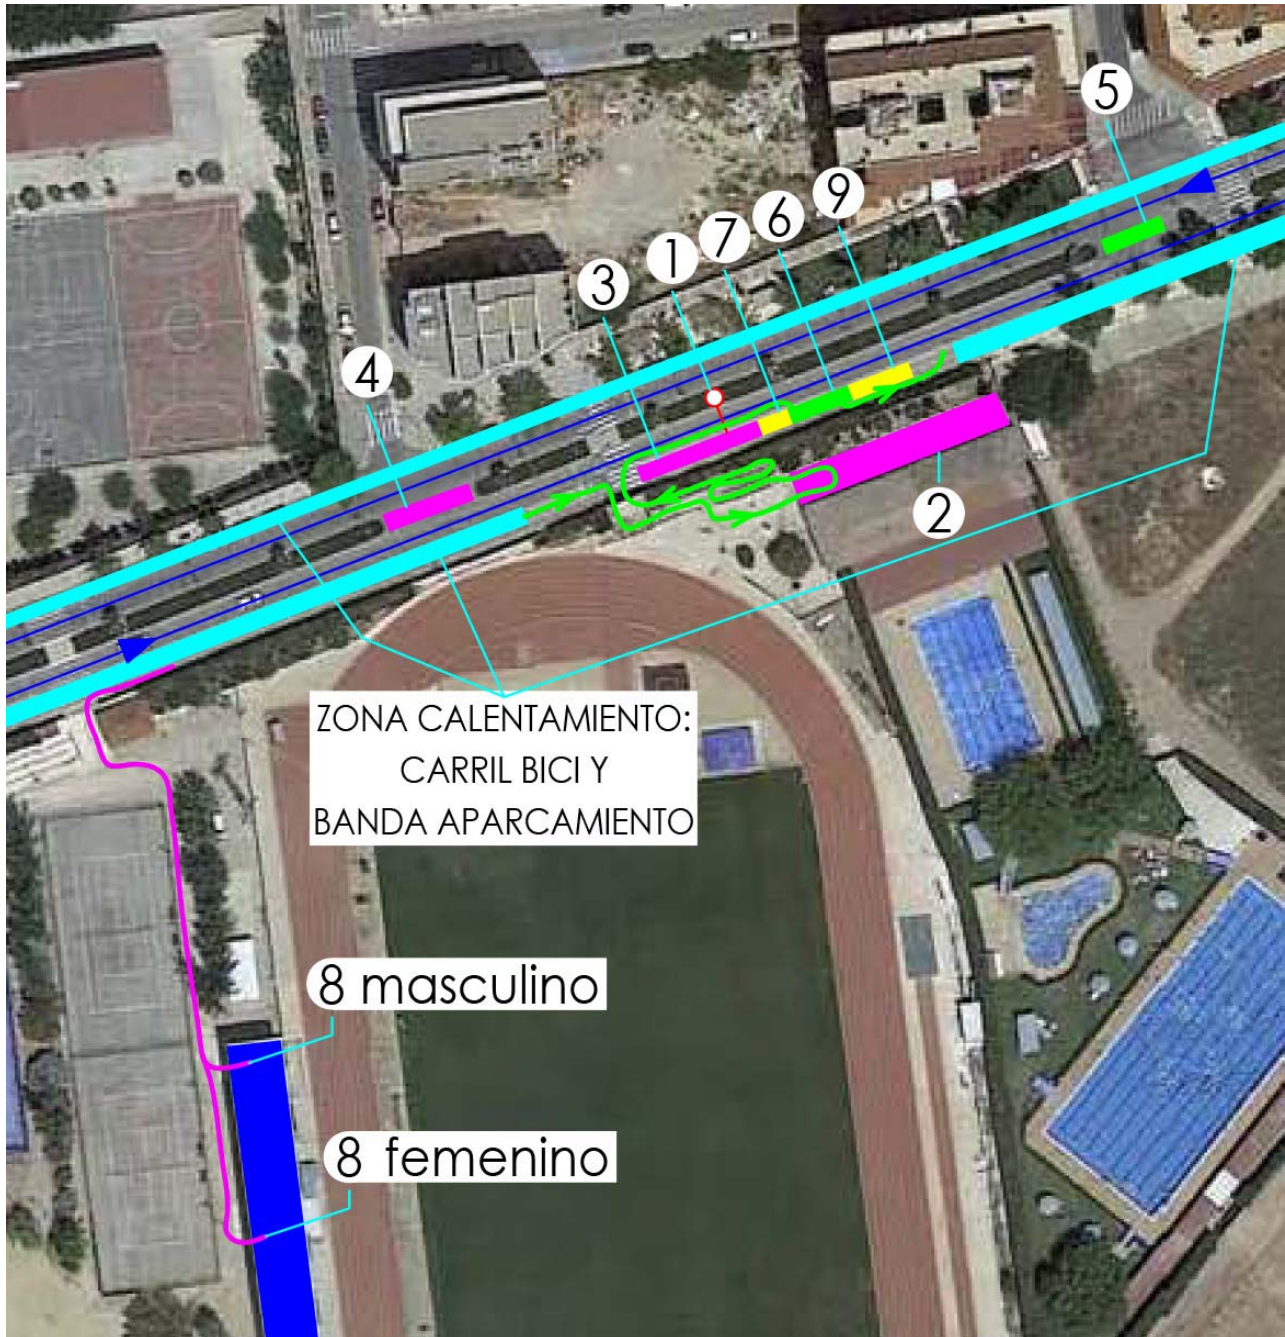 5
9
6
7
1
3
4
2
ZONA CALENTAMIENTO:
CARRIL BICI Y
BANDA APARCAMIENTO
8 masculino
8 femenino